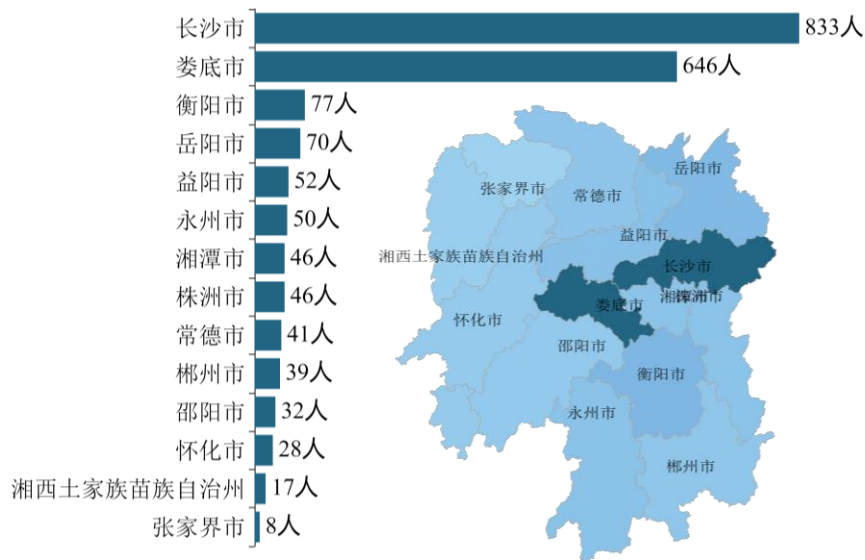 长沙市 833人
娄底市 646人
衡阳市 77人
岳阳市 70人
益阳市 52人
永州市 50人
湘潭市 46人
株洲市 46人
常德市 41人
郴州市 39人
邵阳市 32人
怀化市 28人
湘西土家族苗族自治州 17人
张家界市 8人
岳阳市
张家界市
常德市
益阳市
湘西土家族苗族自治州
长沙市
娄底市
怀化市
邵阳市
衡阳市
永州市
郴州市